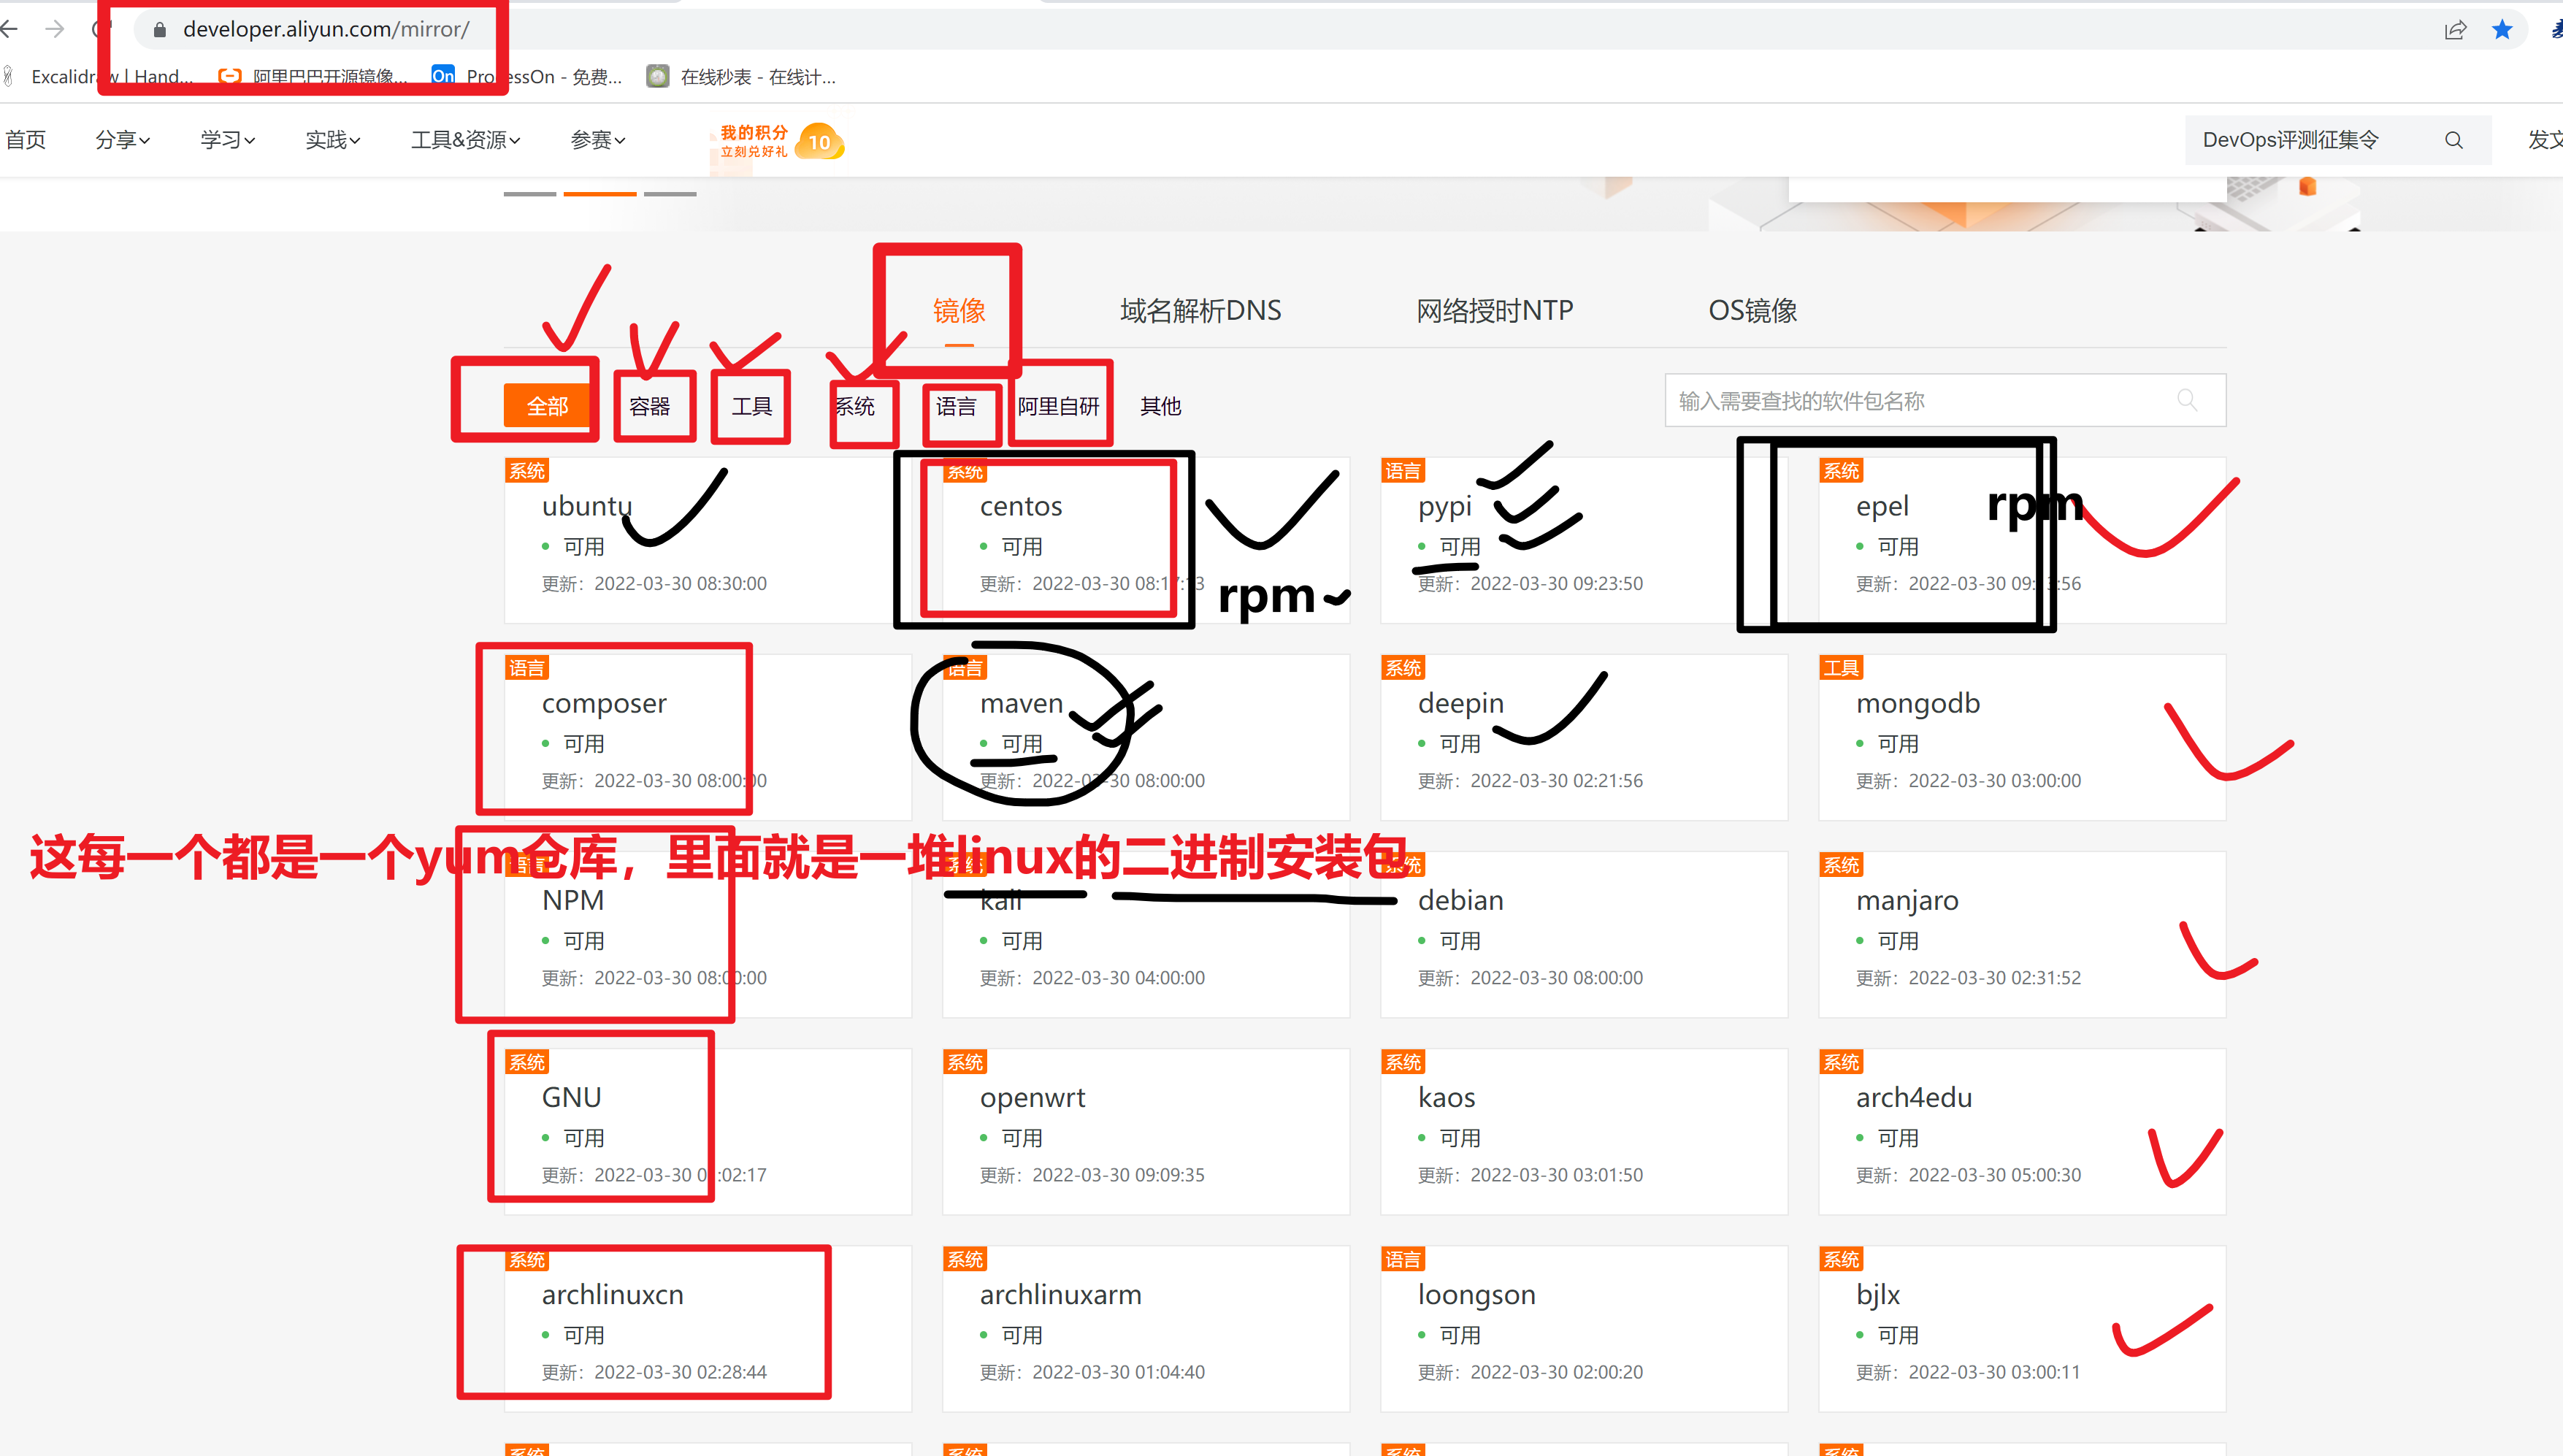 developer.aliyun.com/mirror/
Excalidraw | Hand... 阿里巴巴开源镜像... On ProcessOn - 免费... 在线秒表 - 在线计...
首页 分享 学习 实践 工具&资源 参赛 我的积分 立刻兑好礼 10 DevOps评测征集令 发文
镜像 域名解析DNS 网络授时NTP OS镜像
全部 容器 工具 系统 语言 阿里自研 其他 输入需要查找的软件包名称
系统 系统 语言 系统
ubuntu centos pypi epel rpm
可用 可用 可用 可用
更新：2022-03-30 08:30:00 更新：2022-03-30 08:17:13 rpm 更新：2022-03-30 09:23:50 更新：2022-03-30
语言 语言 系统 工具
composer maven deepin mongodb
可用 可用 可用 可用
更新：2022-03-30 08:00:00 更新：2022-03-30 08:00:00 更新：2022-03-30 02:21:56 更新：2022-03-30 03:00:00
这每一个都是一个yum仓库，里面就是一堆linux的二进制安装包
语言 系统 系统 系统
NPM kali debian manjaro
可用 可用 可用 可用
更新：2022-03-30 08:00:00 更新：2022-03-30 04:00:00 更新：2022-03-30 08:00:00 更新：2022-03-30 02:31:52
系统 系统 系统 系统
GNU openwrt kaos arch4edu
可用 可用 可用 可用
更新：2022-03-30 更新：2022-03-30 09:09:35 更新：2022-03-30 03:01:50 更新：2022-03-30 05:00:30
系统 系统 语言 系统
archlinuxcn archlinuxarm loongson bjlx
可用 可用 可用 可用
更新：2022-03-30 02:28:44 更新：2022-03-30 01:04:40 更新：2022-03-30 02:00:20 更新：2022-03-30 03:00:11
系统 系统 系统 系统